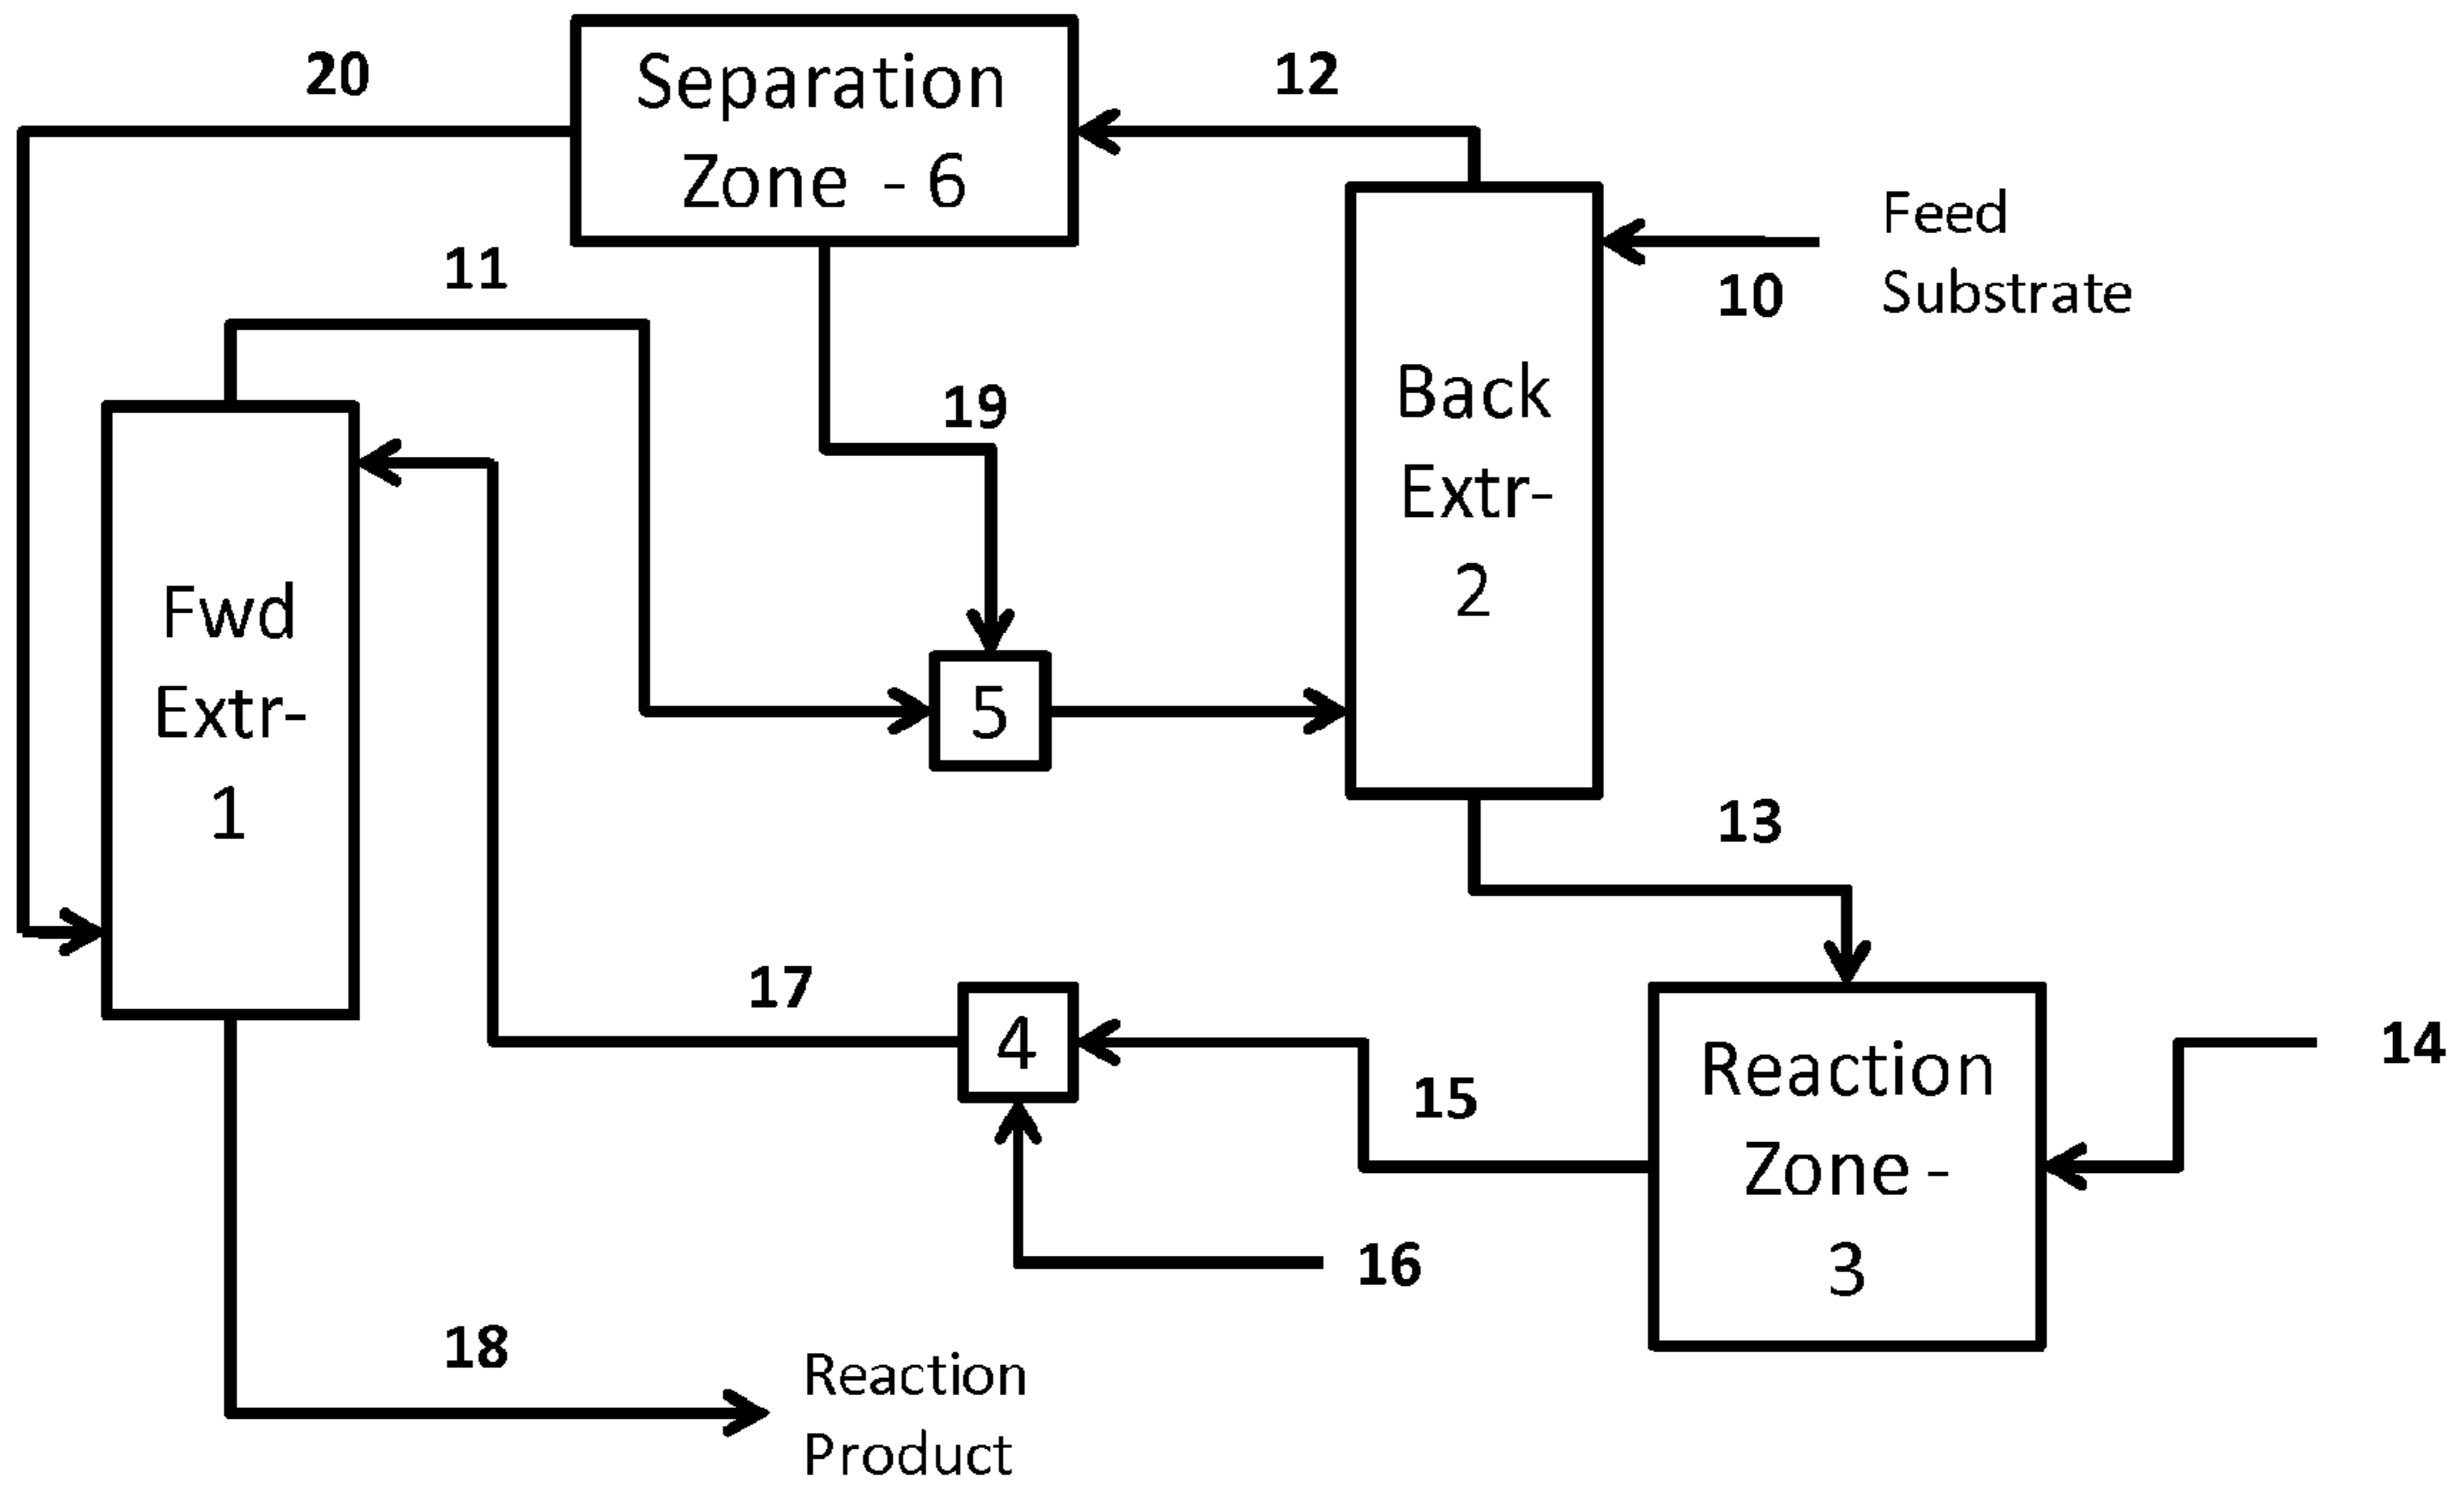 20
Separation
Zone - 6
12
Feed
Substrate
10
11
19
Back
Extr-
2
Fwd
Extr-
1
5
13
17
4
15
14
Reaction
Zone -
3
16
18
Reaction
Product